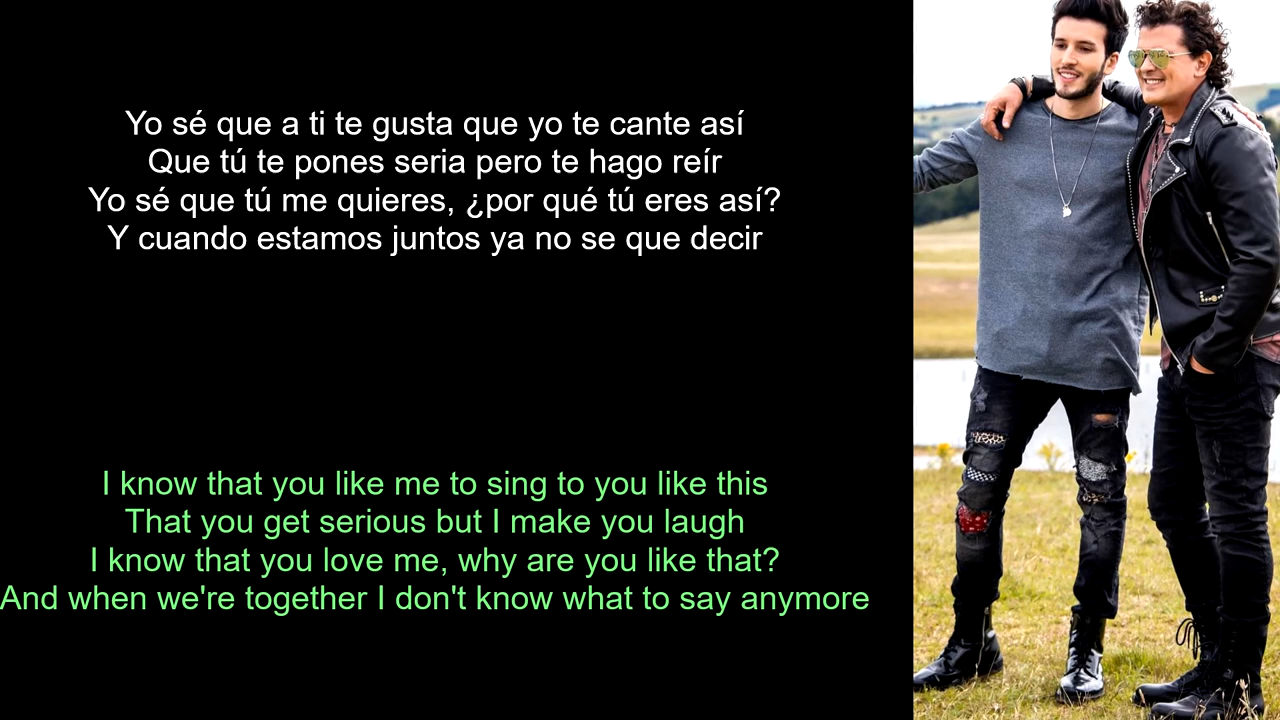 Yo sé que a ti te gusta que yo te cante así
Que tú te pones seria pero te hago reír
Yo sé que tú me quieres, ¿por qué tú eres así?
Y cuando estamos juntos ya no se que decir
I know that you like me to sing to you like this
That you get serious but I make you laugh
I know that you love me, why are you like that?
And when we're together I don't know what to say anymore